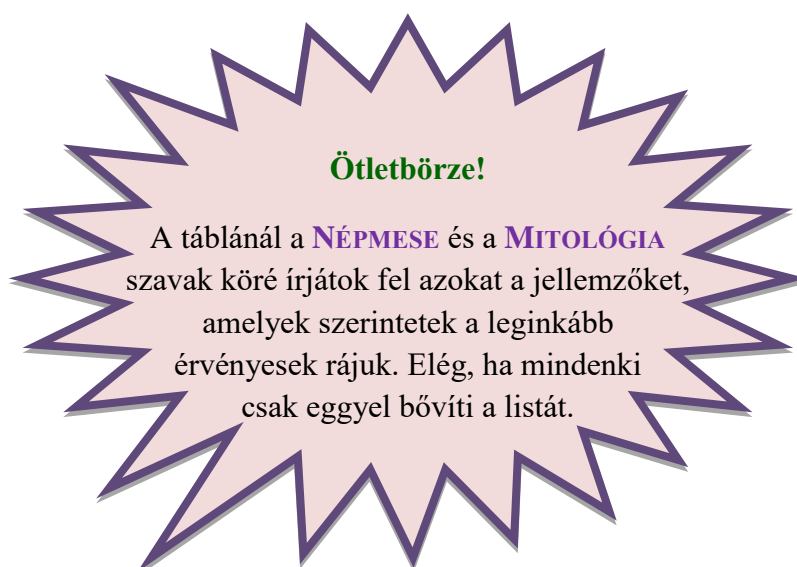 Ötletbörze!
A táblánál a NÉPMESE és a MITOLÓGIA
szavak köré írjátok fel azokat a jellemzőket,
amelyek szerintetek a leginkább
érvényesek rájuk. Elég, ha mindenki
csak eggyel bővíti a listát.